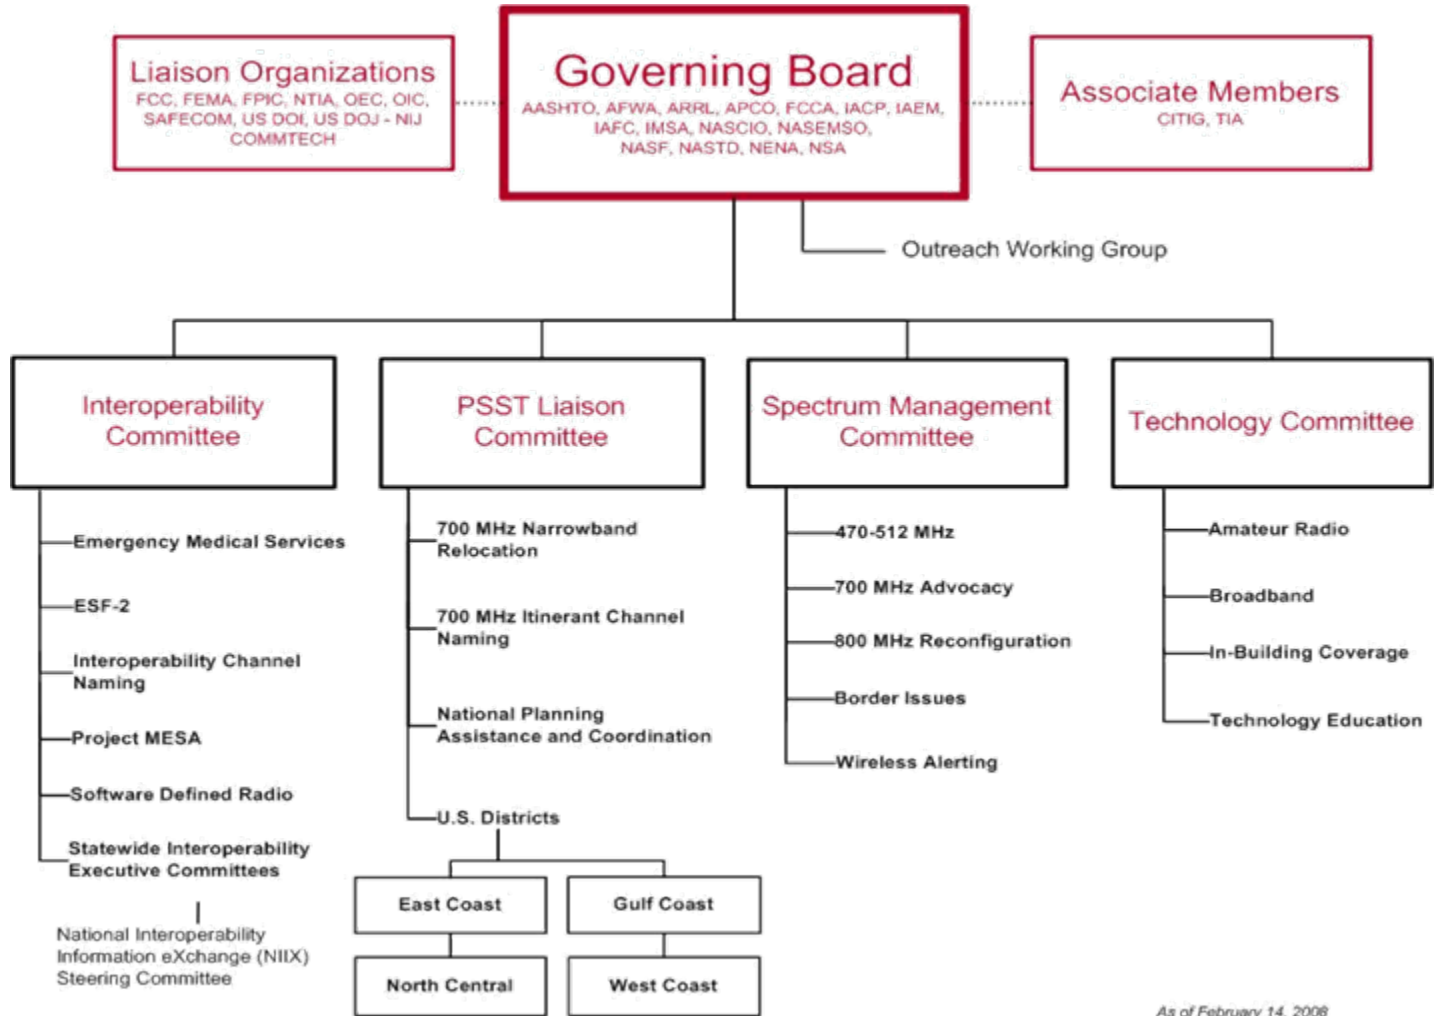 Liaison Organizations
FCC, FEMA, FPIC, NTIA, OEC, OIC,
SAFECOM, US DOI, US DOJ - NIJ
COMMTECH
Governing Board
AASHTO, AFWA, ARRL, APCO, FCCA, IACP, IAEM,
IAFC, IMSA, NASCIO, NASEMSO,
NASF, NASTD, NENA, NSA
Associate Members
CITIG, TIA
Outreach Working Group
Interoperability
Committee
Emergency Medical Services
ESF-2
Interoperability Channel
Naming
Project MESA
Software Defined Radio
Statewide Interoperability
Executive Committees
National Interoperability
Information eXchange (NIIX)
Steering Committee
PSST Liaison
Committee
700 MHz Narrowband
Relocation
700 MHz Itinerant Channel
Naming
National Planning
Assistance and Coordination
U.S. Districts
East Coast
Gulf Coast
North Central
West Coast
Spectrum Management
Committee
470-512 MHz
700 MHz Advocacy
800 MHz Reconfiguration
Border Issues
Wireless Alerting
Technology Committee
Amateur Radio
Broadband
In-Building Coverage
Technology Education
As of February 14, 2008